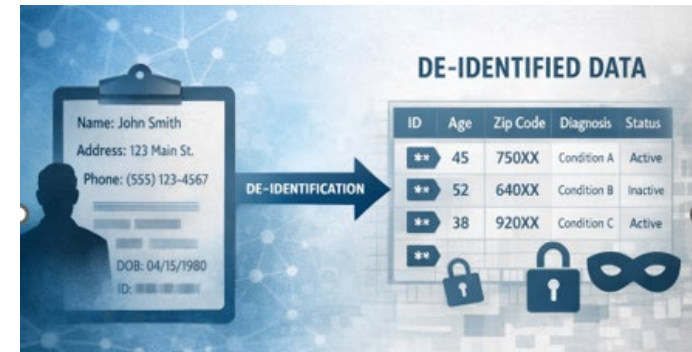 Name: John Smith
Address: 123 Main St.
Phone: (555) 123-4567
DOB: 04/15/1980
ID:
DE-IDENTIFICATION
DE-IDENTIFIED DATA
ID Age Zip Code Diagnosis Status
** 45 750XX Condition A Active
** 52 640XX Condition B Inactive
** 38 920XX Condition C Active
**